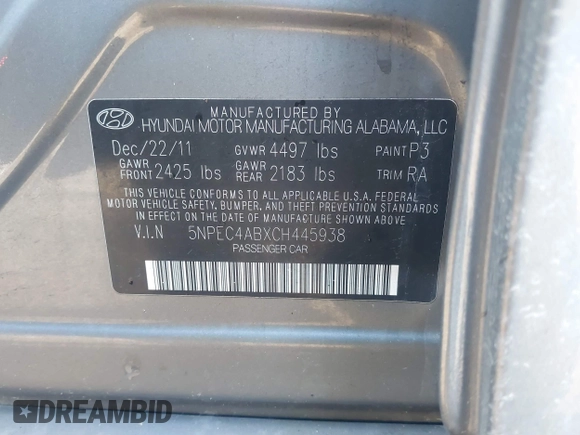 MANUFACTURED BY
HYUNDAI MOTOR MANUFACTURING ALABAMA, LLC
Dec/22/11 GVWR 4497 lbs PAINT P3
GAWR FRONT 2425 lbs GAWR REAR 2183 lbs TRIM RA
THIS VEHICLE CONFORMS TO ALL APPLICABLE U.S.A. FEDERAL
MOTOR VEHICLE SAFETY, BUMPER, AND THEFT PREVENTION STANDARDS
IN EFFECT ON THE DATE OF MANUFACTURE SHOWN ABOVE.
V.I.N 5NPEC4ABXCH445938
PASSENGER CAR
DREAMBID